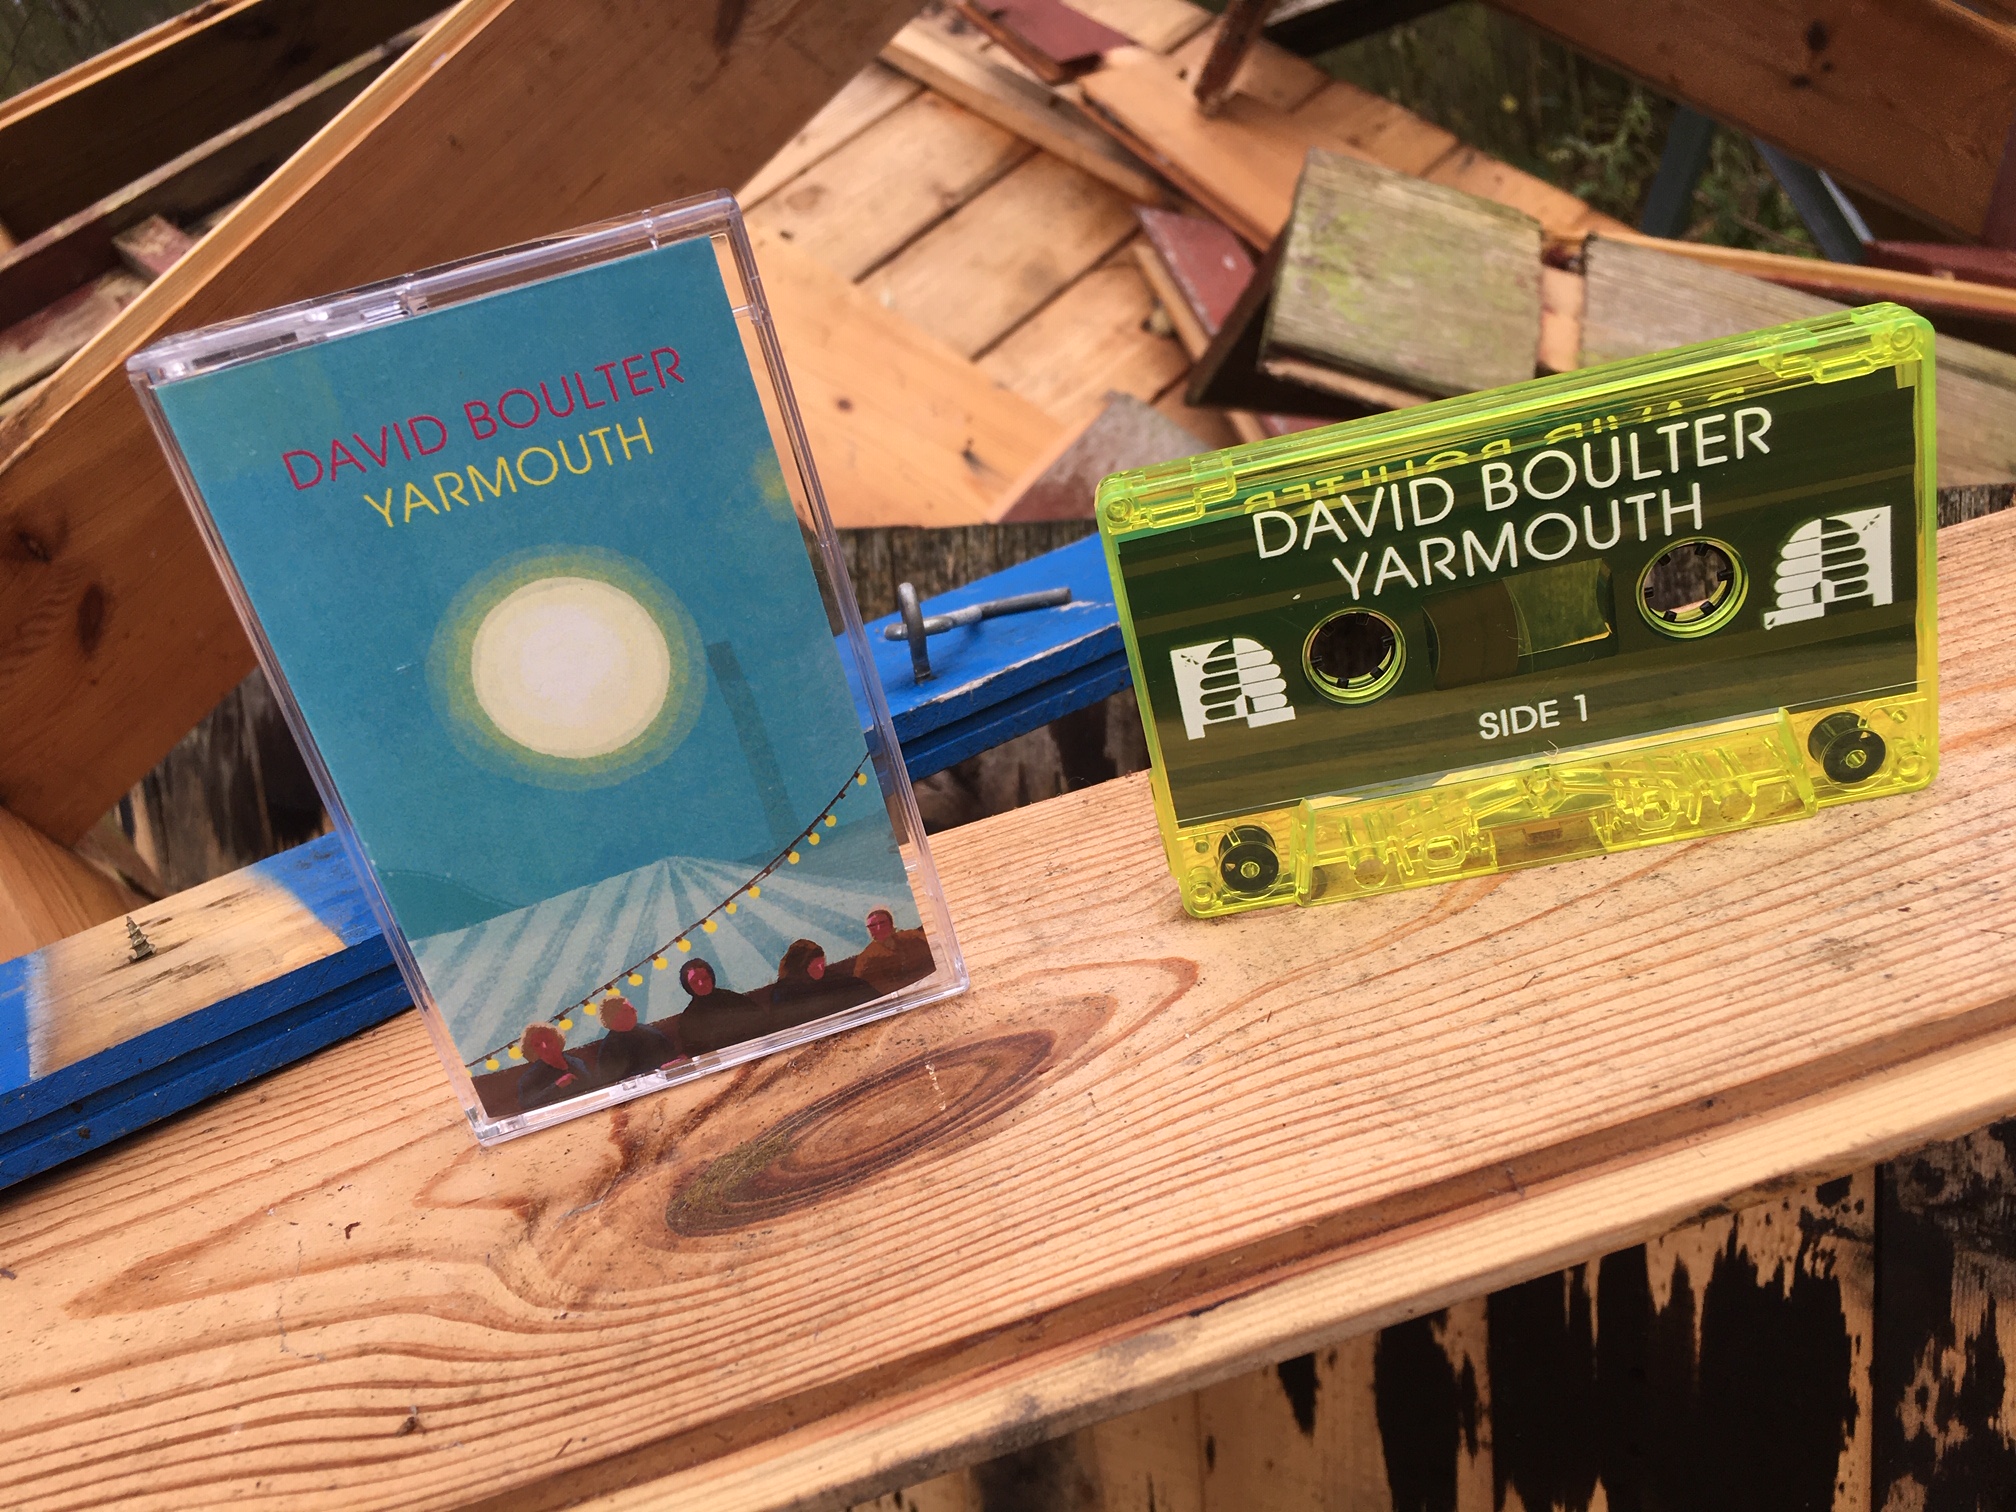 DAVID BOULTER
YARMOUTH
DAVID BOULTER
YARMOUTH
SIDE 1